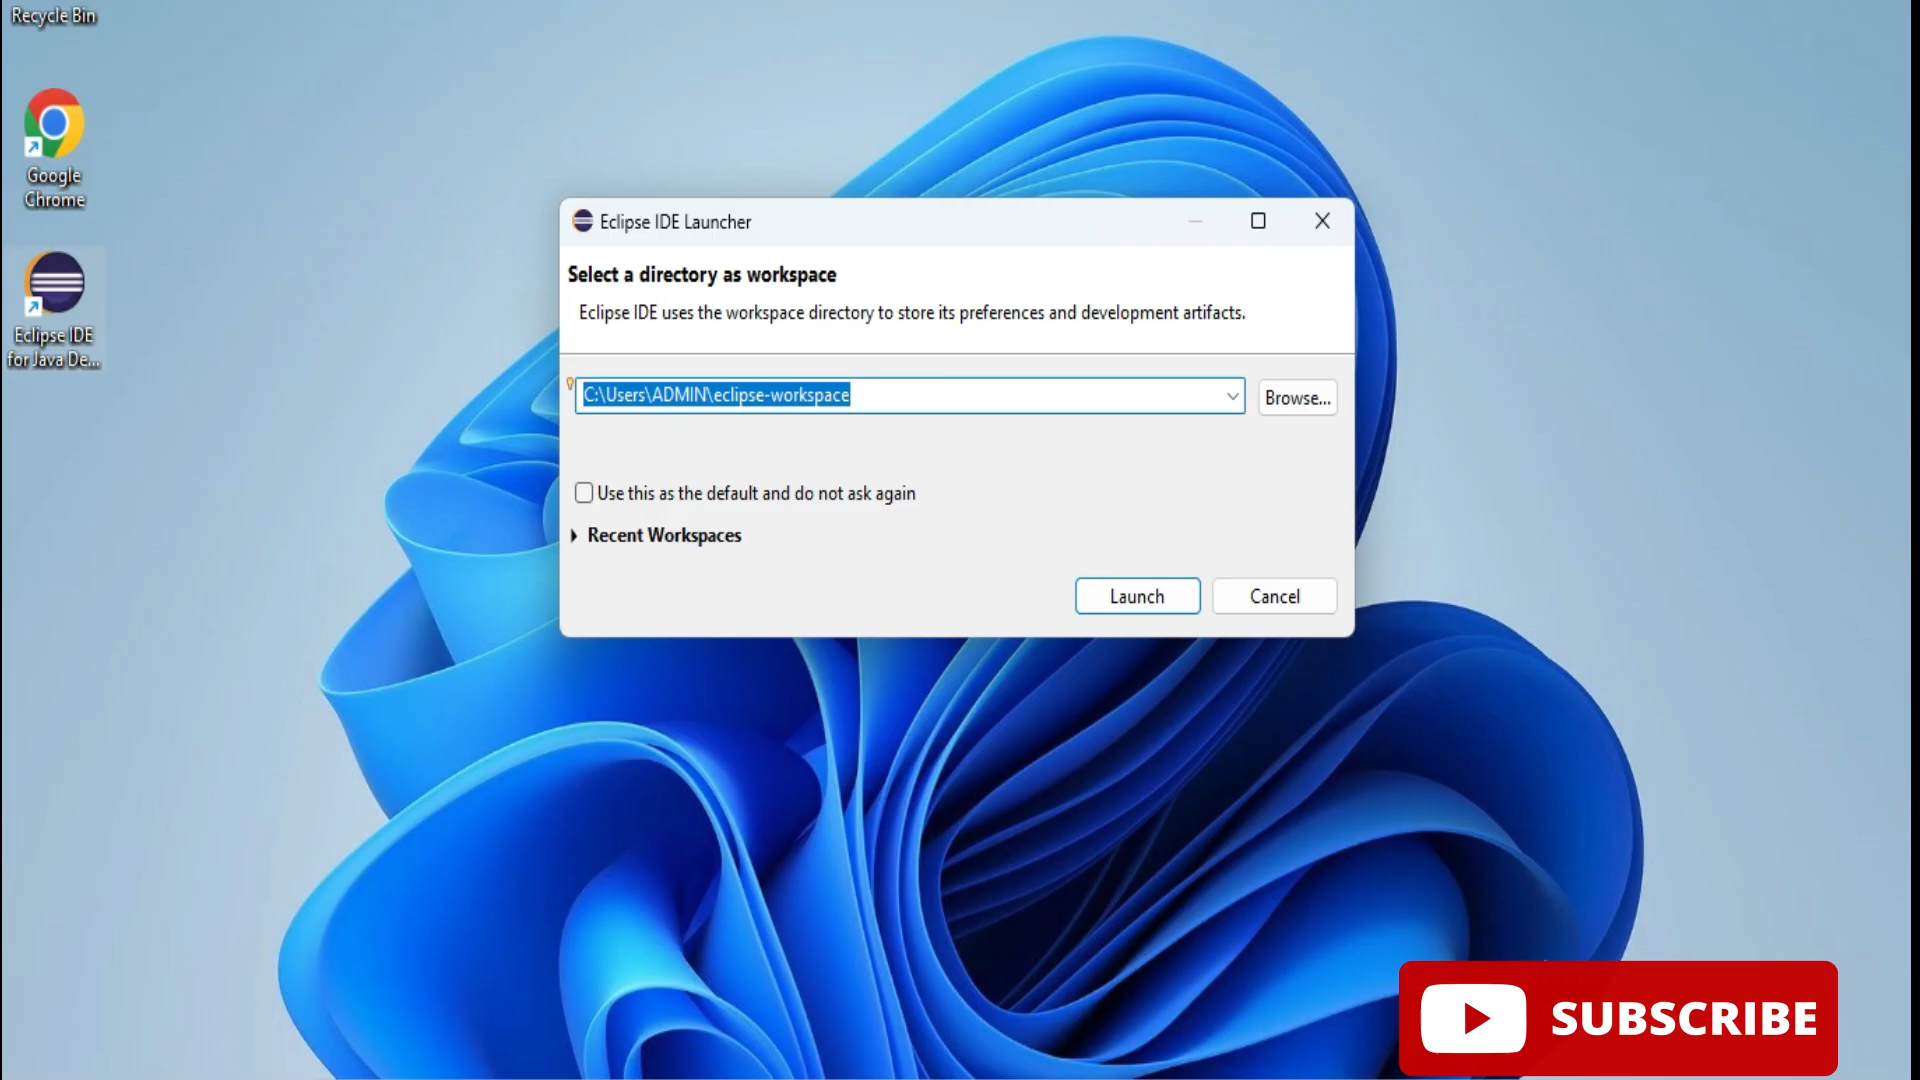 Recycle Bin
Google
Chrome
Eclipse IDE
for Java De...
Eclipse IDE Launcher
Select a directory as workspace
Eclipse IDE uses the workspace directory to store its preferences and development artifacts.
C:\Users\ADMIN\eclipse-workspace
Browse...
Use this as the default and do not ask again
Recent Workspaces
Launch
Cancel
SUBSCRIBE